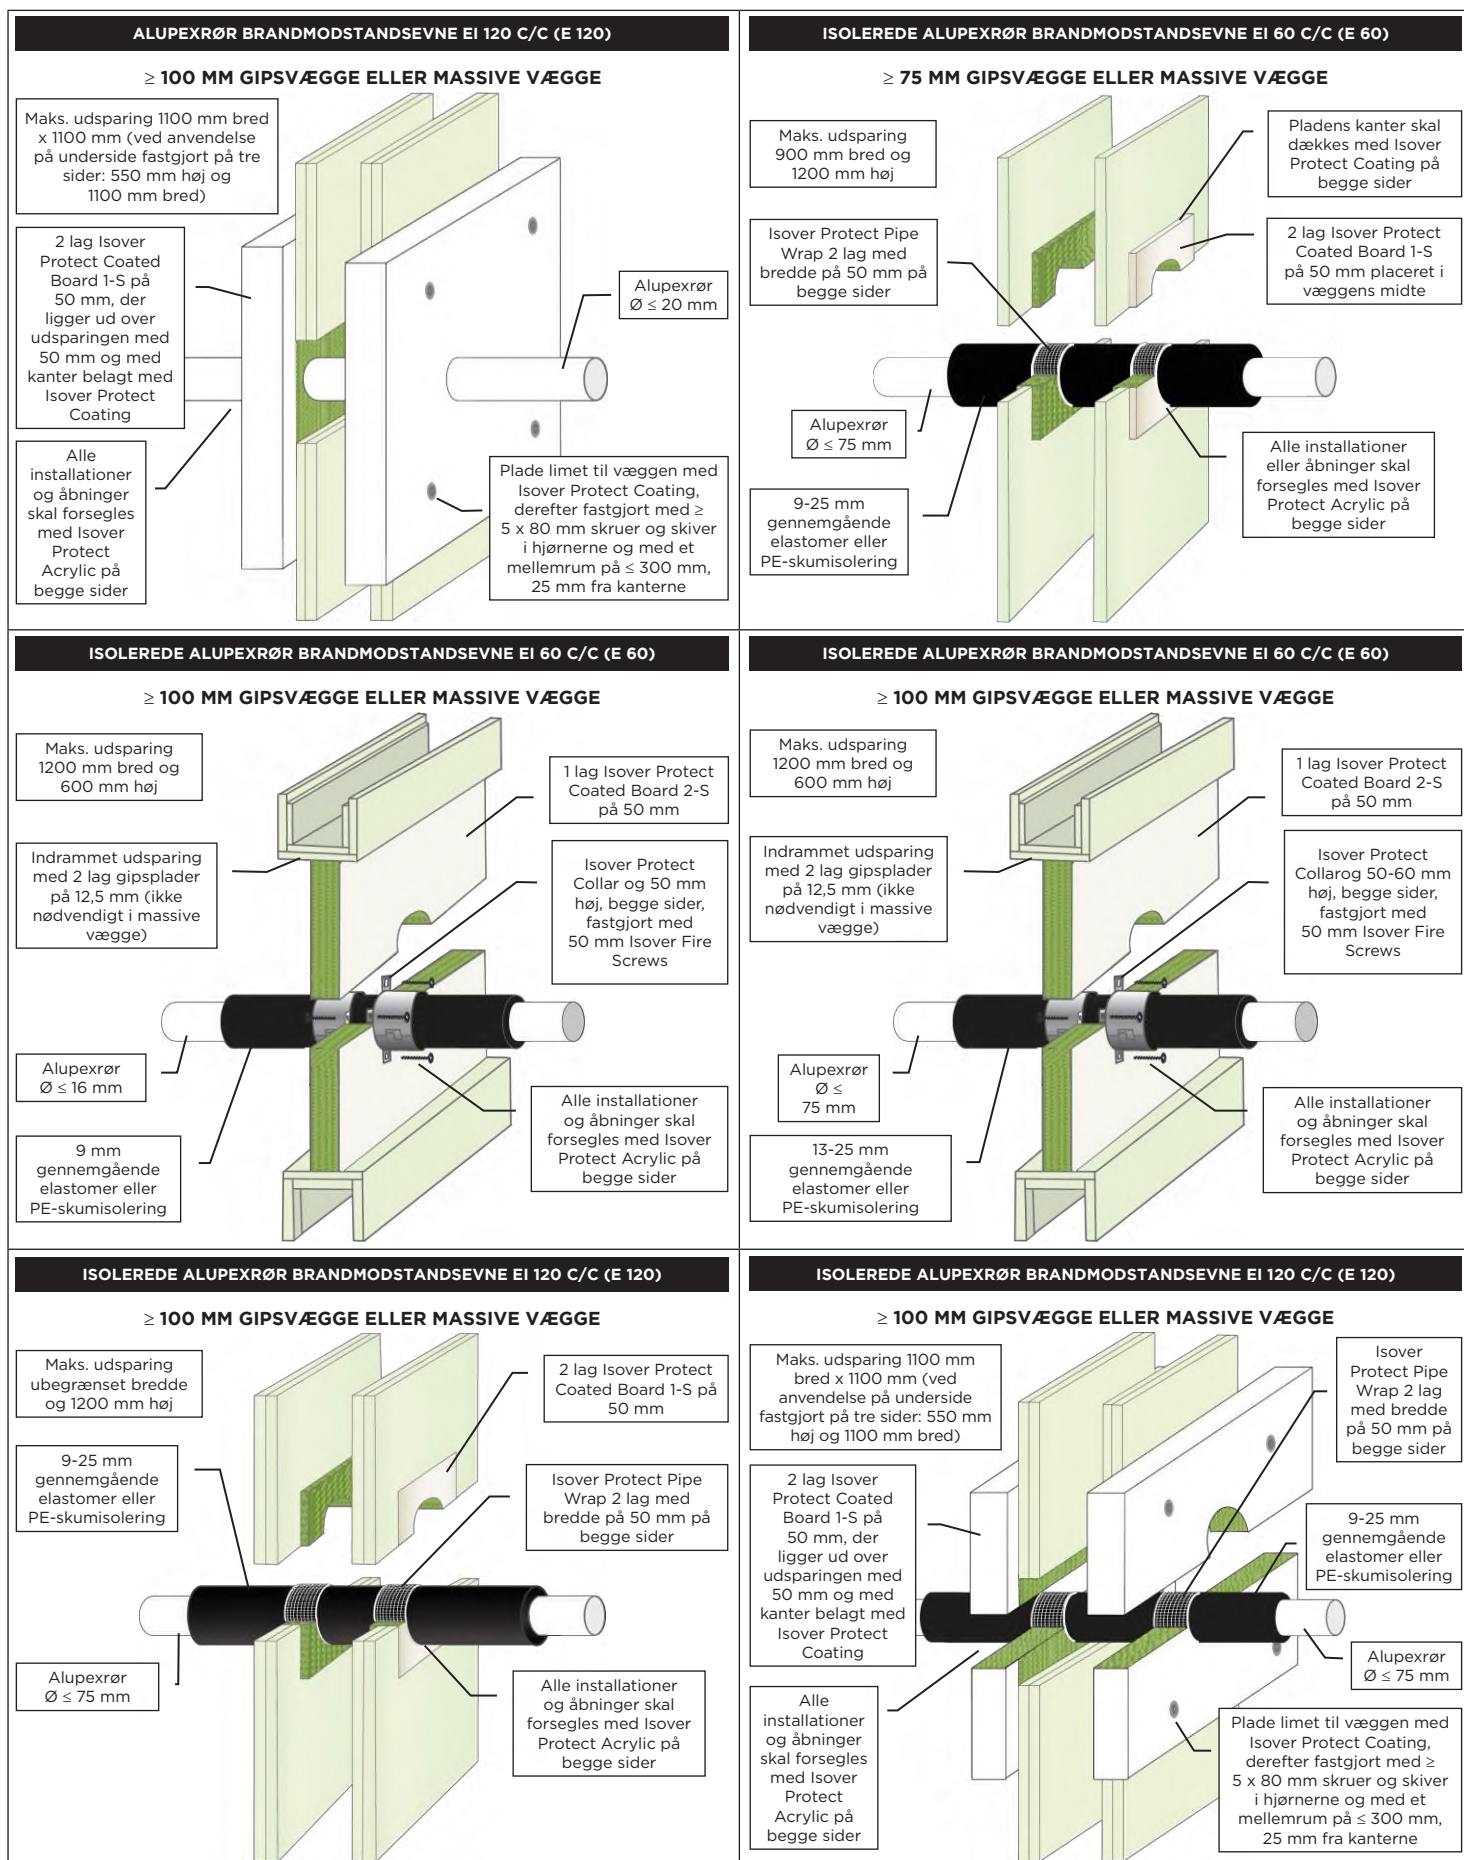 ALUPEXRØR BRANDMODSTANDSEVNE EI 120 C/C (E 120)
≥ 100 MM GIPSVÆGGE ELLER MASSIVE VÆGGE
Maks. udsparing 1100 mm bred
x 1100 mm (ved anvendelse
på underside fastgjort på tre
sider: 550 mm høj og
1100 mm bred)
2 lag Isover
Protect Coated
Board 1-S på
50 mm, der
ligger ud over
udsparingen med
50 mm og med
kanter belagt med
Isover Protect
Coating
Alupexrør
Ø ≤ 20 mm
Alle
installationer
og åbninger
skal forsegles
med Isover
Protect
Acrylic på
begge sider
Plade limet til væggen med
Isover Protect Coating,
derefter fastgjort med ≥
5 x 80 mm skruer og skiver
i hjørnerne og med et
mellemrum på ≤ 300 mm,
25 mm fra kanterne
ISOLEREDE ALUPEXRØR BRANDMODSTANDSEVNE EI 60 C/C (E 60)
≥ 75 MM GIPSVÆGGE ELLER MASSIVE VÆGGE
Maks. udsparing
900 mm bred og
1200 mm høj
Pladens kanter skal
dækkes med Isover
Protect Coating på
begge sider
Isover Protect Pipe
Wrap 2 lag med
bredde på 50 mm på
begge sider
2 lag Isover Protect
Coated Board 1-S
på 50 mm placeret i
væggens midte
Alupexrør
Ø ≤ 75 mm
Alle installationer
eller åbninger skal
forsegles med Isover
Protect Acrylic på
begge sider
9-25 mm
gennemgående
elastomer eller
PE-skumisolering
ISOLEREDE ALUPEXRØR BRANDMODSTANDSEVNE EI 60 C/C (E 60)
≥ 100 MM GIPSVÆGGE ELLER MASSIVE VÆGGE
Maks. udsparing
1200 mm bred og
600 mm høj
1 lag Isover Protect
Coated Board 2-S
på 50 mm
Indrammet udsparing
med 2 lag gipsplader
på 12,5 mm (ikke
nødvendigt i massive
vægge)
Isover Protect
Collar og 50 mm
høj, begge sider,
fastgjort med
50 mm Isover Fire
Screws
Alupexrør
Ø ≤ 16 mm
Alle installationer
og åbninger skal
forsegles med Isover
Protect Acrylic på
begge sider
9 mm
gennemgående
elastomer eller
PE-skumisolering
ISOLEREDE ALUPEXRØR BRANDMODSTANDSEVNE EI 60 C/C (E 60)
≥ 100 MM GIPSVÆGGE ELLER MASSIVE VÆGGE
Maks. udsparing
1200 mm bred og
600 mm høj
1 lag Isover Protect
Coated Board 2-S
på 50 mm
Indrammet udsparing
med 2 lag gipsplader
på 12,5 mm (ikke
nødvendigt i massive
vægge)
Isover Protect
Collarog 50-60 mm
høj, begge sider,
fastgjort med
50 mm Isover Fire
Screws
Alupexrør
Ø ≤
75 mm
Alle installationer
og åbninger skal
forsegles med Isover
Protect Acrylic på
begge sider
13-25 mm
gennemgående
elastomer eller
PE-skumisolering
ISOLEREDE ALUPEXRØR BRANDMODSTANDSEVNE EI 120 C/C (E 120)
≥ 100 MM GIPSVÆGGE ELLER MASSIVE VÆGGE
Maks. udsparing
ubegrænset bredde
og 1200 mm høj
2 lag Isover Protect
Coated Board 1-S på
50 mm
9-25 mm
gennemgående
elastomer eller
PE-skumisolering
Isover Protect Pipe
Wrap 2 lag med
bredde på 50 mm på
begge sider
Alupexrør
Ø ≤ 75 mm
Alle installationer
og åbninger skal
forsegles med Isover
Protect Acrylic på
begge sider
ISOLEREDE ALUPEXRØR BRANDMODSTANDSEVNE EI 120 C/C (E 120)
≥ 100 MM GIPSVÆGGE ELLER MASSIVE VÆGGE
Maks. udsparing 1100 mm
bred x 1100 mm (ved
anvendelse på underside
fastgjort på tre sider: 550 mm
høj og 1100 mm bred)
Isover
Protect Pipe
Wrap 2 lag
med bredde
på 50 mm på
begge sider
2 lag Isover
Protect Coated
Board 1-S på
50 mm, der
ligger ud over
udsparingen med
50 mm og med
kanter belagt med
Isover Protect
Coating
9-25 mm
gennemgående
elastomer eller
PE-skumisolering
Alupexrør
Ø ≤ 75 mm
Alle
installationer
og åbninger
skal forsegles
med Isover
Protect
Acrylic på
begge sider
Plade limet til væggen med
Isover Protect Coating,
derefter fastgjort med ≥
5 x 80 mm skruer og skiver
i hjørnerne og med et
mellemrum på ≤ 300 mm,
25 mm fra kanterne